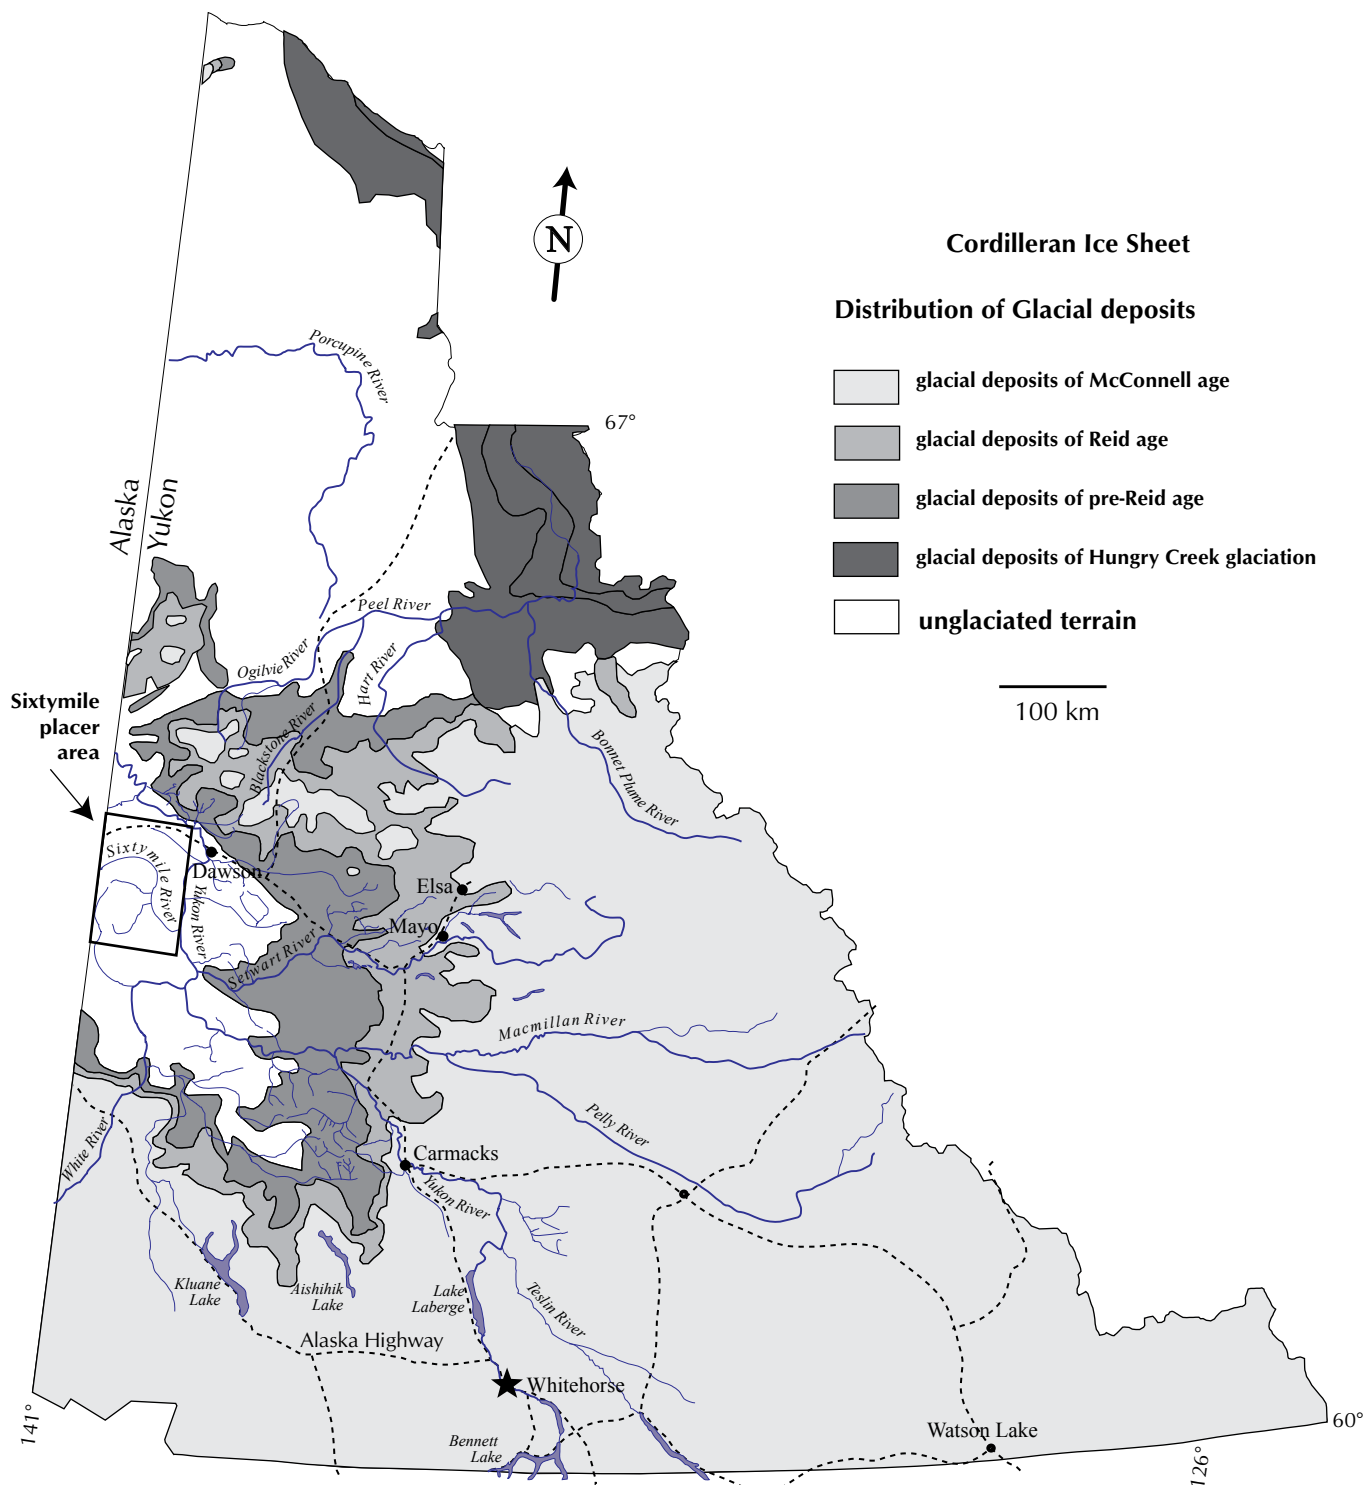 N
Cordilleran Ice Sheet
Distribution of Glacial deposits
glacial deposits of McConnell age
glacial deposits of Reid age
glacial deposits of pre-Reid age
glacial deposits of Hungry Creek glaciation
unglaciated terrain
100 km
Porcupine River
67°
Alaska
Yukon
Peel River
Ogilvie River
Hart River
Sixtymile
placer
area
Blackstone River
Bonnet Plume River
Sixtymile River
Dawson
Yukon River
Elsa
Mayo
Setwart River
Macmillan River
Pelly River
White River
Carmacks
Yukon River
Kluane
Lake
Aishihik
Lake
Lake
Laberge
Teslin River
Alaska Highway
Whitehorse
Bennett
Lake
Watson Lake
141°
60°
126°